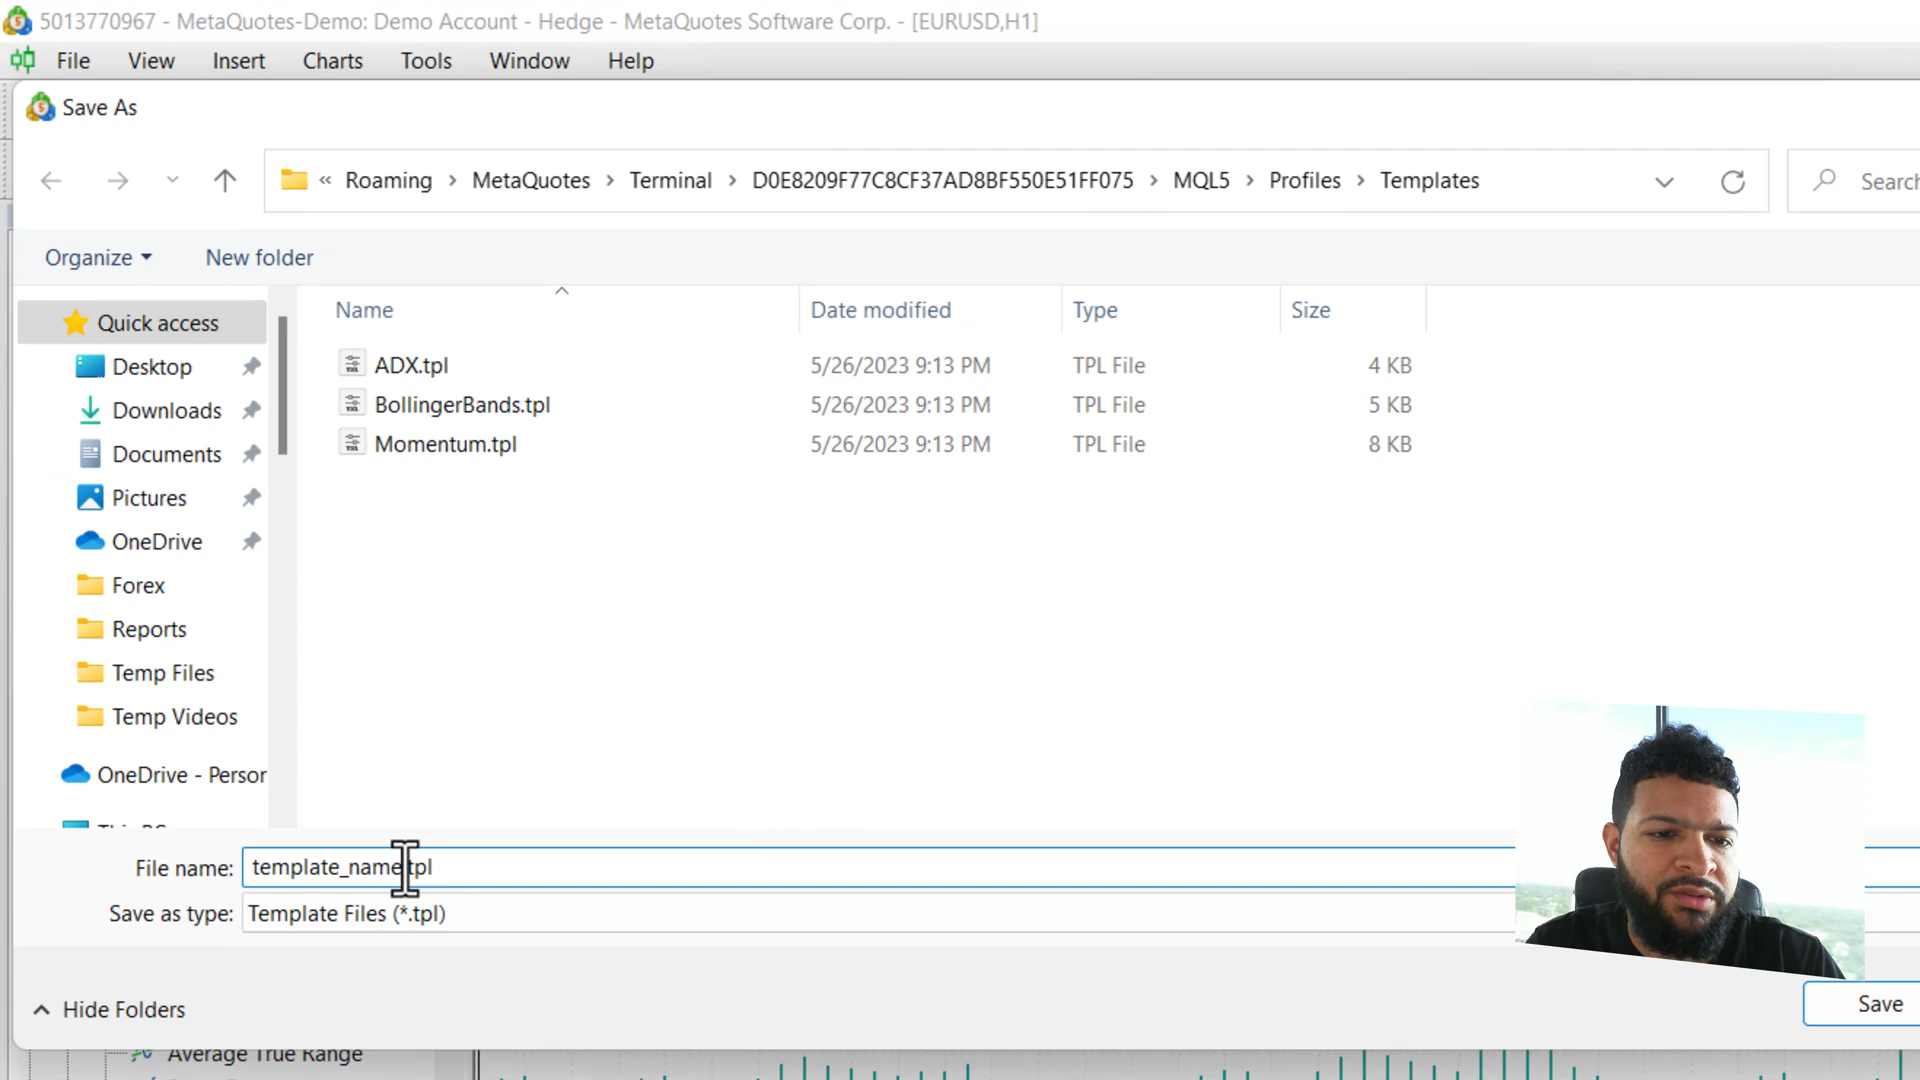 5013770967 - MetaQuotes-Demo: Demo Account - Hedge - MetaQuotes Software Corp. - [EURUSD,H1]
File View Insert Charts Tools Window Help
Save As
« Roaming > MetaQuotes > Terminal > D0E8209F77C8CF37AD8BF550E51FF075 > MQL5 > Profiles > Templates
Search
Organize New folder
Name Date modified Type Size
Quick access
Desktop
Downloads
Documents
Pictures
OneDrive
Forex
Reports
Temp Files
Temp Videos
OneDrive - Person
ADX.tpl 5/26/2023 9:13 PM TPL File 4 KB
BollingerBands.tpl 5/26/2023 9:13 PM TPL File 5 KB
Momentum.tpl 5/26/2023 9:13 PM TPL File 8 KB
File name: template_name.tpl
Save as type: Template Files (*.tpl)
Hide Folders
Save
Average True Range